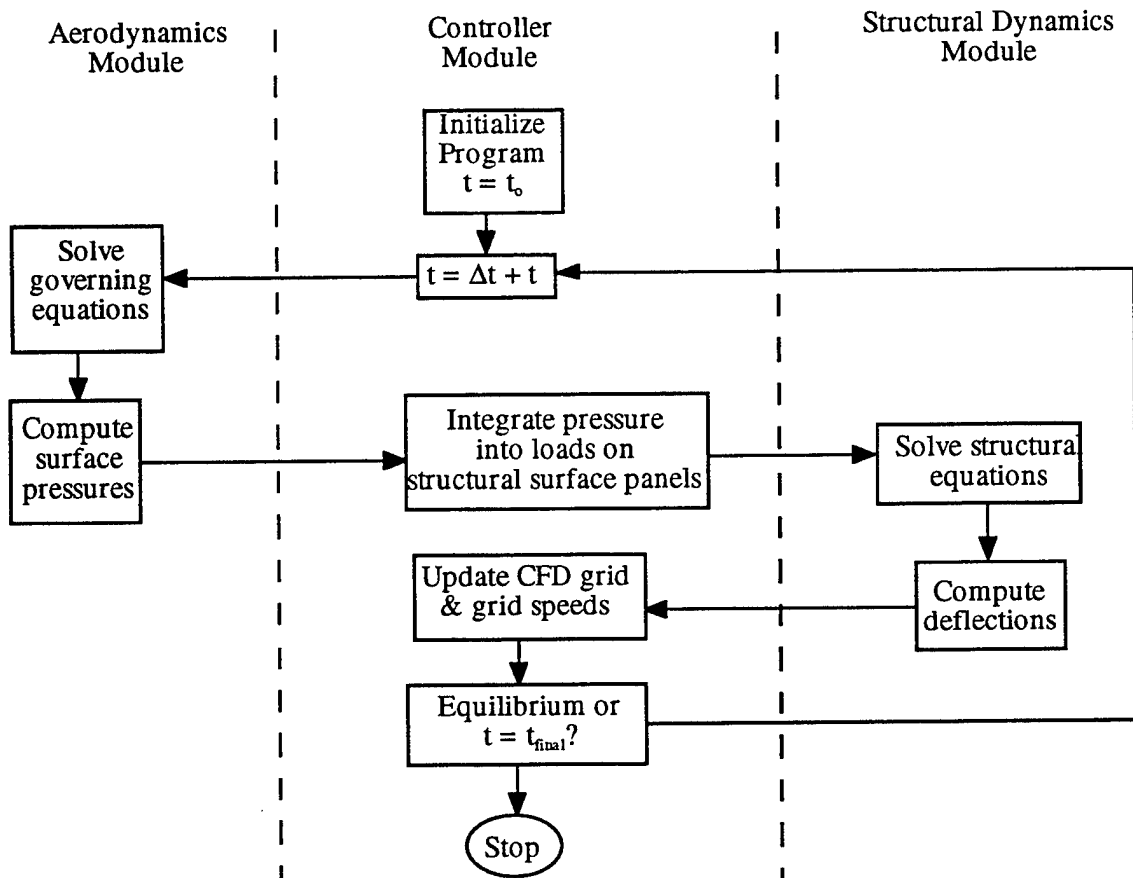 Aerodynamics
Module
Controller
Module
Structural Dynamics
Module
Initialize
Program
t = t₀
t = Δt + t
Solve
governing
equations
Compute
surface
pressures
Integrate pressure
into loads on
structural surface panels
Solve structural
equations
Compute
deflections
Update CFD grid
& grid speeds
Equilibrium or
t = t_final?
Stop